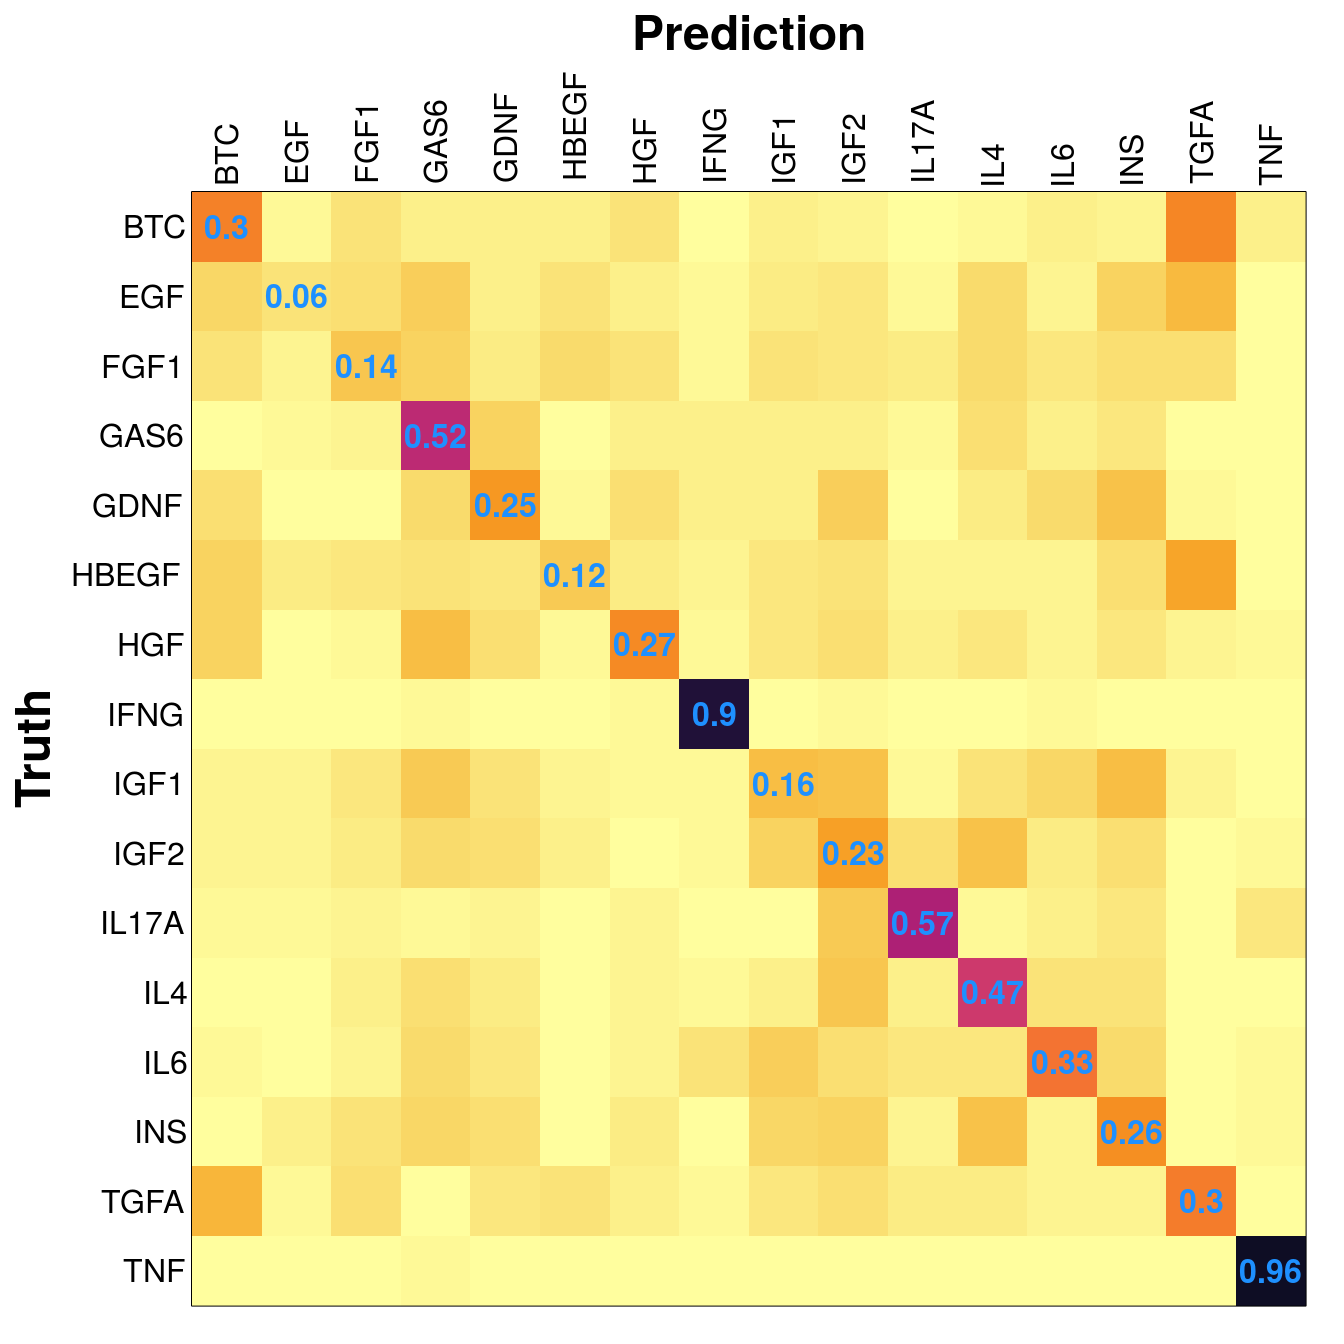 Prediction
BTC EGF FGF1 GAS6 GDNF HBEGF HGF IFNG IGF1 IGF2 IL17A IL4 IL6 INS TGFA TNF
Truth
BTC 0.3
EGF 0.06
FGF1 0.14
GAS6 0.52
GDNF 0.25
HBEGF 0.12
HGF 0.27
IFNG 0.9
IGF1 0.16
IGF2 0.23
IL17A 0.57
IL4 0.47
IL6 0.33
INS 0.26
TGFA 0.3
TNF 0.96